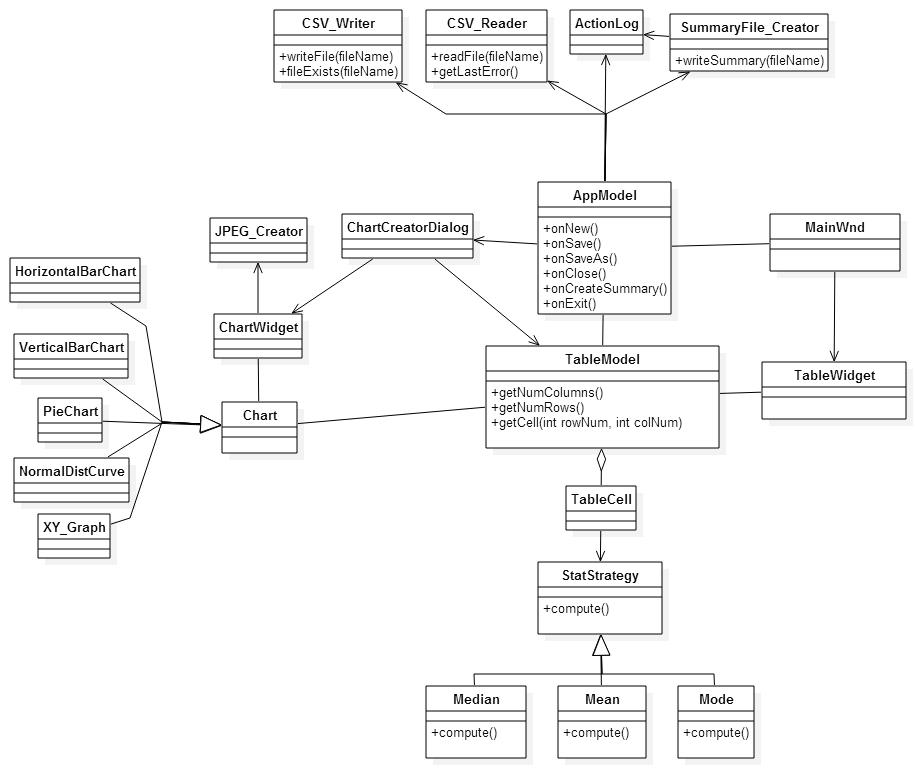 CSV_Writer
+writeFile(fileName)
+fileExists(fileName)
CSV_Reader
+readFile(fileName)
+getLastError()
ActionLog
SummaryFile_Creator
+writeSummary(fileName)
AppModel
+onNew()
+onSave()
+onSaveAs()
+onClose()
+onCreateSummary()
+onExit()
MainWnd
ChartCreatorDialog
JPEG_Creator
HorizontalBarChart
ChartWidget
VerticalBarChart
TableModel
+getNumColumns()
+getNumRows()
+getCell(int rowNum, int colNum)
TableWidget
PieChart
Chart
NormalDistCurve
XY_Graph
TableCell
StatStrategy
+compute()
Median
+compute()
Mean
+compute()
Mode
+compute()